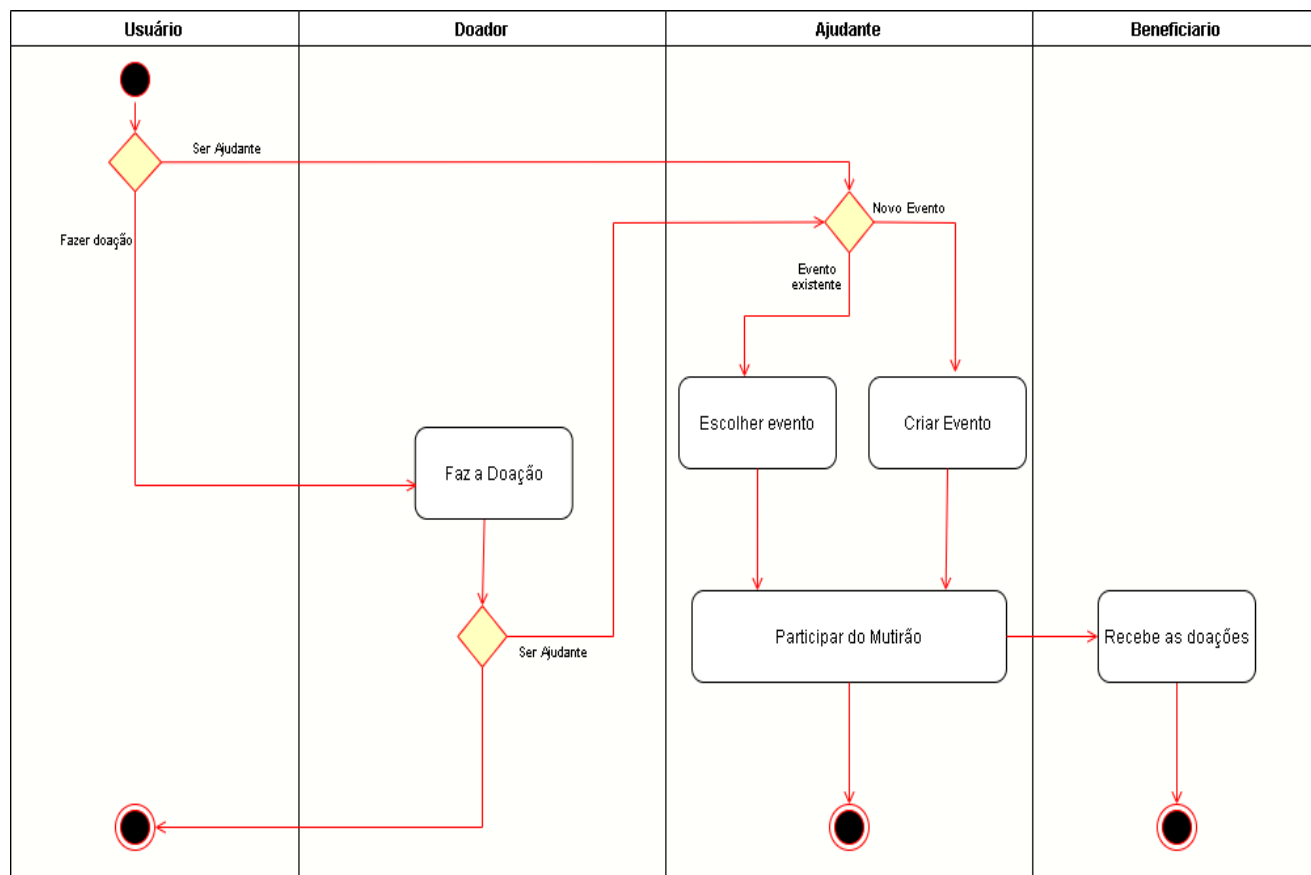 Usuário
Doador
Ajudante
Beneficiario
Ser Ajudante
Novo Evento
Fazer doação
Evento
existente
Escolher evento
Criar Evento
Faz a Doação
Participar do Mutirão
Recebe as doações
Ser Ajudante